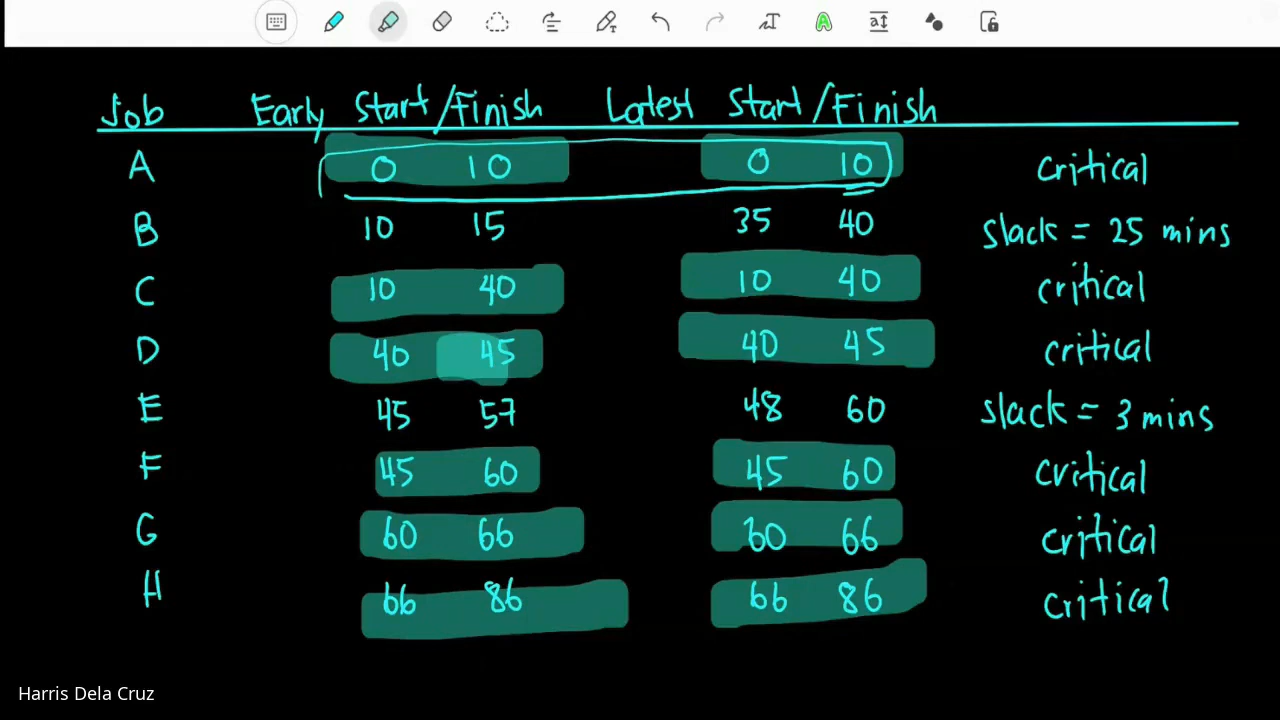 Job Early Start/Finish Latest Start/Finish
A 0 10 0 10 critical
B 10 15 35 40 slack = 25 mins
C 10 40 10 40 critical
D 40 45 40 45 critical
E 45 57 48 60 slack = 3 mins
F 45 60 45 60 critical
G 60 66 60 66 critical
H 66 86 66 86 critical
Harris Dela Cruz